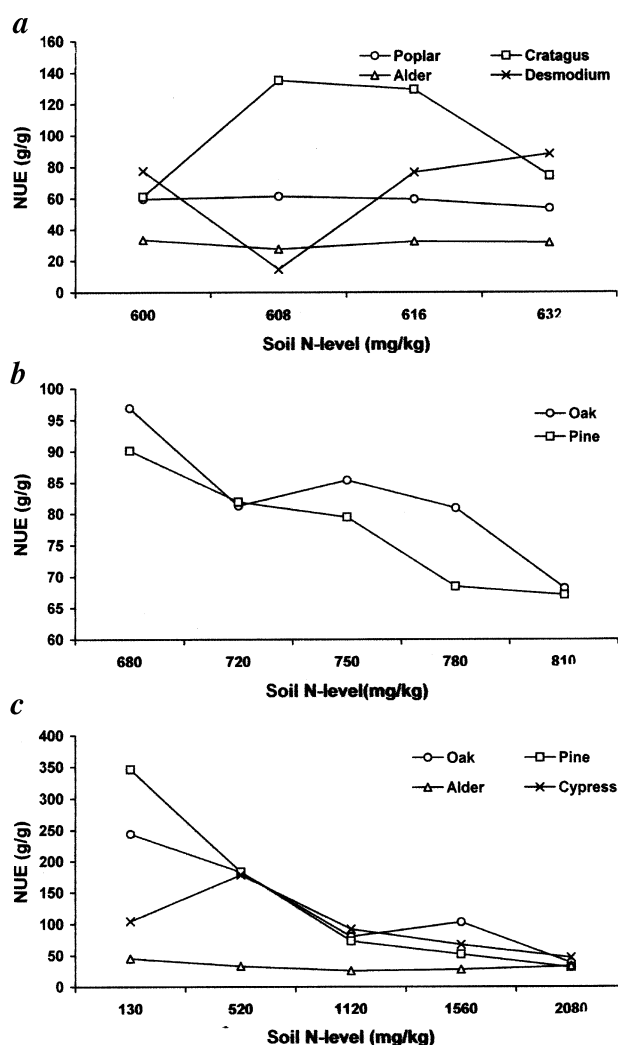 a
Poplar Cratagus
Alder Desmodium
NUE (g/g)
160
140
120
100
80
60
40
20
0
600 608 616 632
Soil N-level (mg/kg)
b
Oak
Pine
NUE (g/g)
100
95
90
85
80
75
70
65
60
680 720 750 780 810
Soil N-level(mg/kg)
c
Oak Pine
Alder Cypress
NUE (g/g)
400
350
300
250
200
150
100
50
0
130 520 1120 1560 2080
Soil N-level (mg/kg)